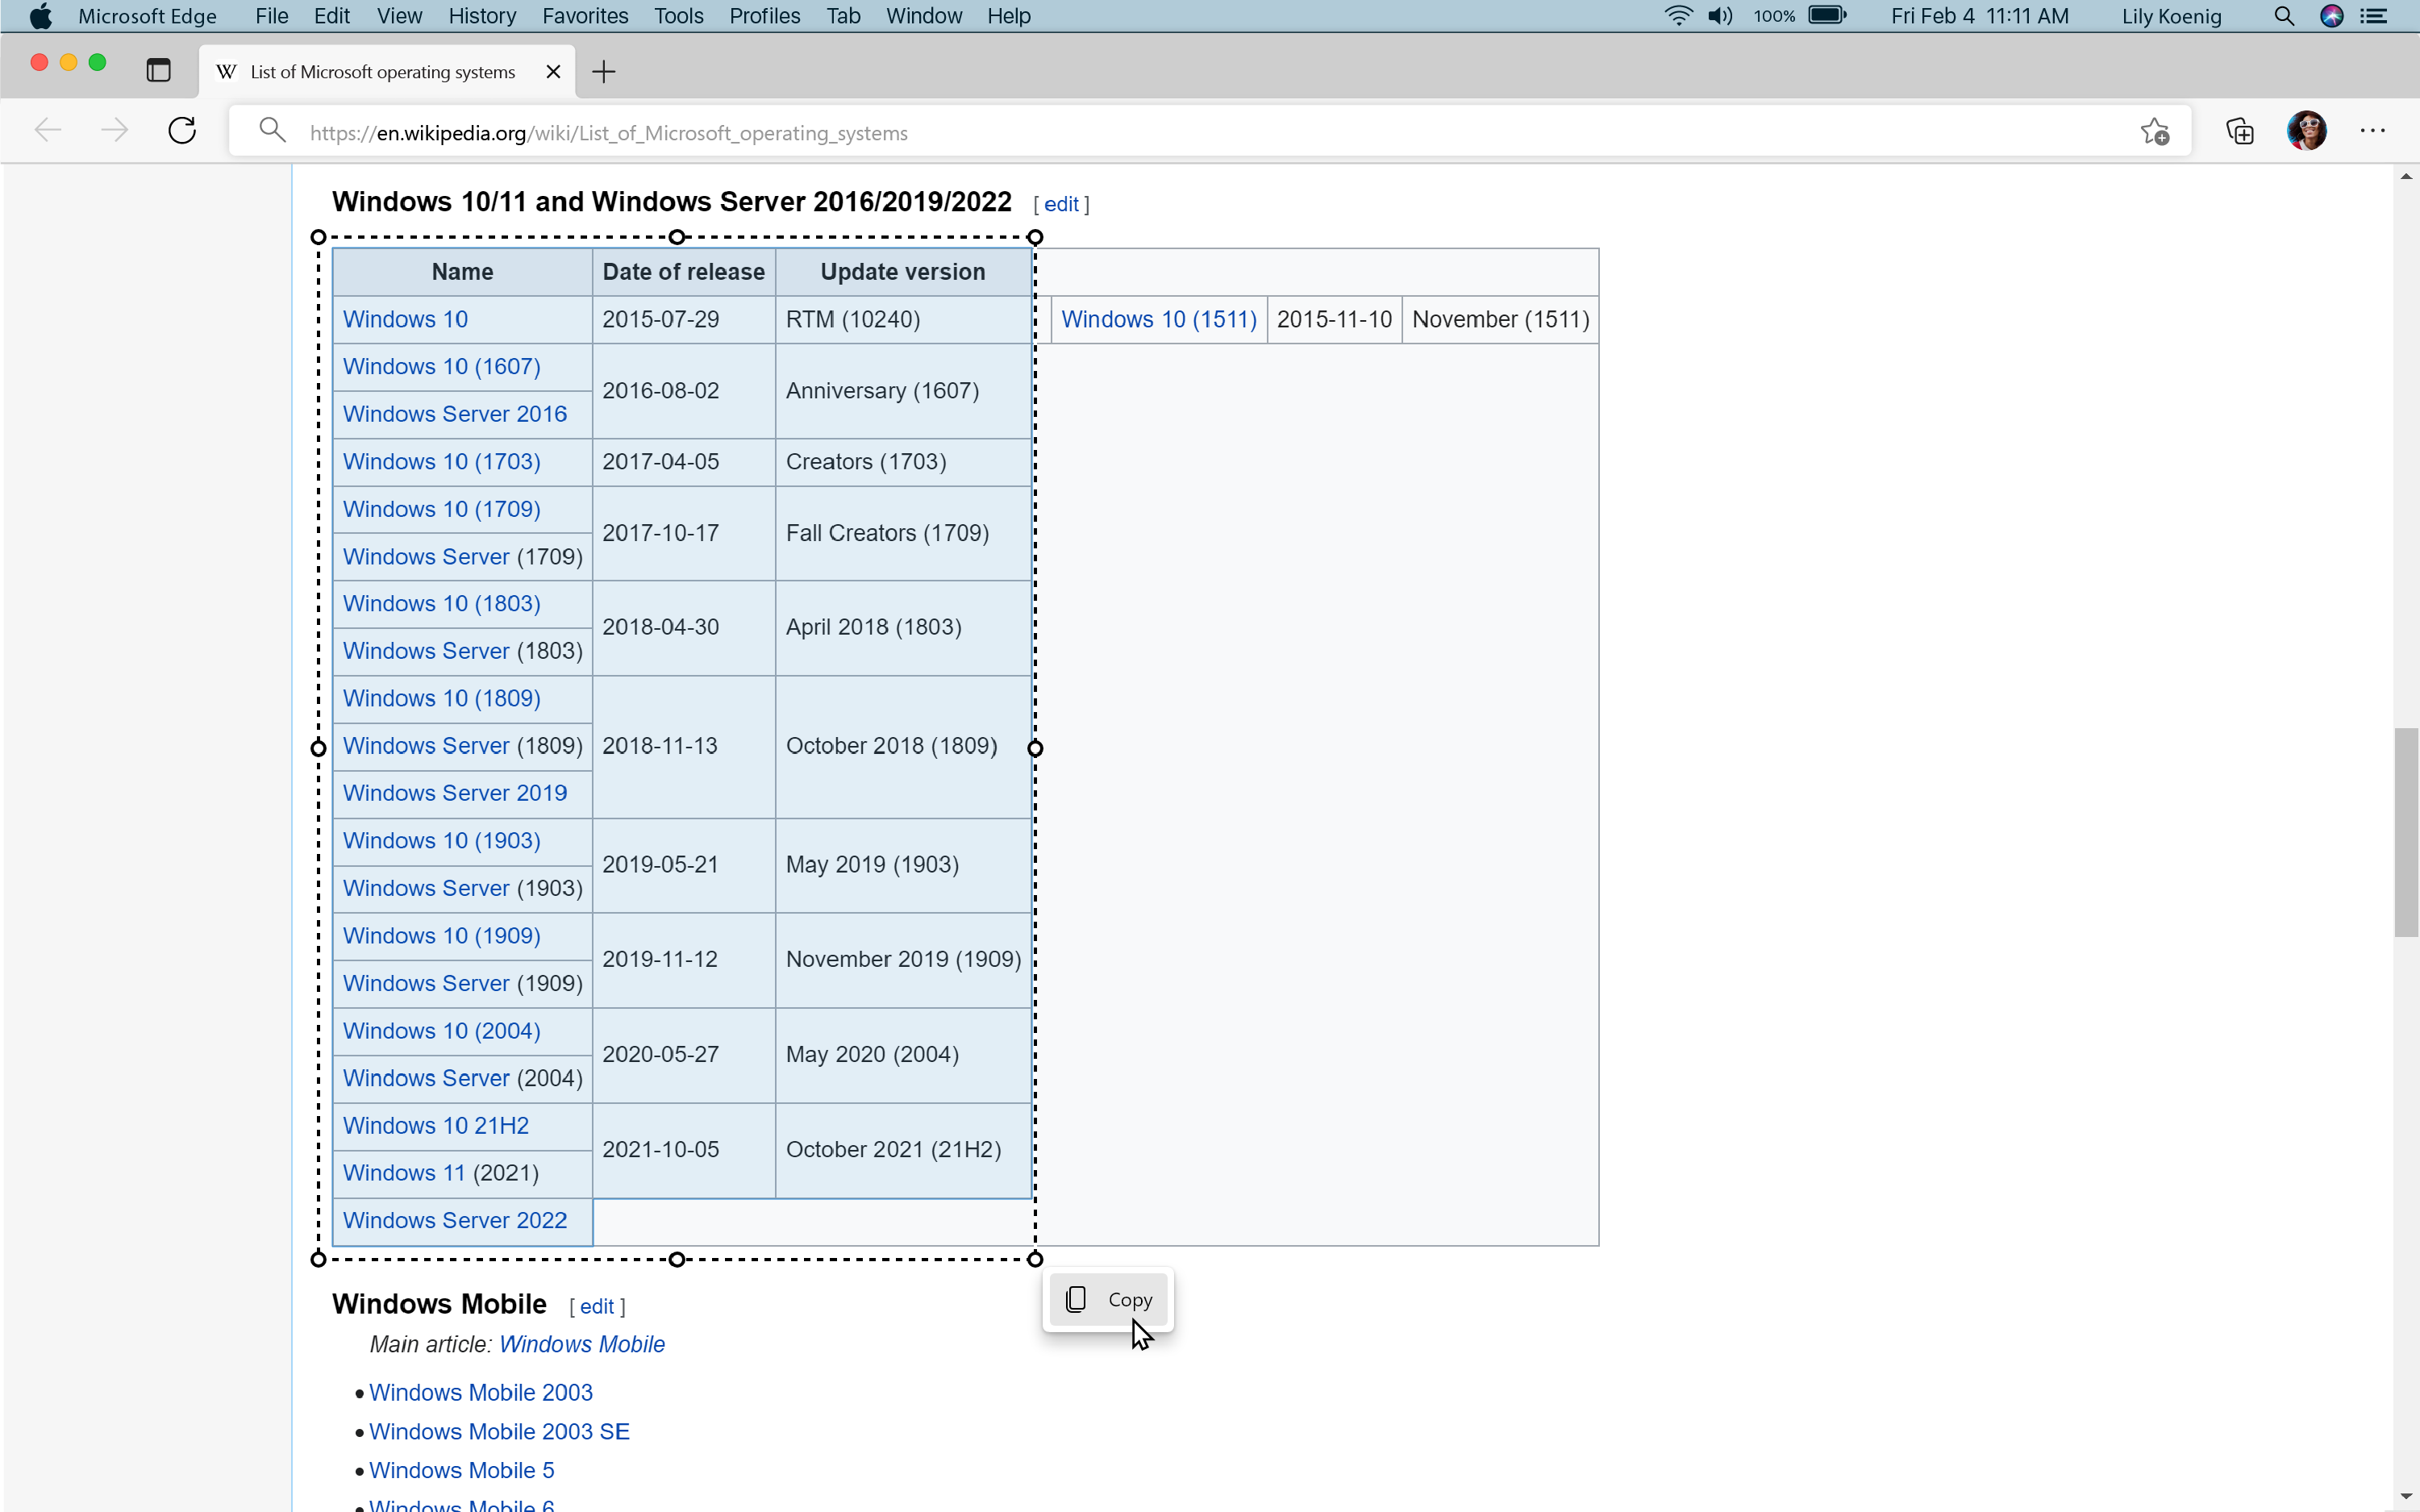 Microsoft Edge File Edit View History Favorites Tools Profiles Tab Window Help 100% Fri Feb 4 11:11 AM Lily Koenig
W List of Microsoft operating systems
https://en.wikipedia.org/wiki/List_of_Microsoft_operating_systems
Windows 10/11 and Windows Server 2016/2019/2022 [ edit ]
Name Date of release Update version
Windows 10 2015-07-29 RTM (10240) Windows 10 (1511) 2015-11-10 November (1511)
Windows 10 (1607)
2016-08-02 Anniversary (1607)
Windows Server 2016
Windows 10 (1703) 2017-04-05 Creators (1703)
Windows 10 (1709)
2017-10-17 Fall Creators (1709)
Windows Server (1709)
Windows 10 (1803)
2018-04-30 April 2018 (1803)
Windows Server (1803)
Windows 10 (1809)
Windows Server (1809) 2018-11-13 October 2018 (1809)
Windows Server 2019
Windows 10 (1903)
2019-05-21 May 2019 (1903)
Windows Server (1903)
Windows 10 (1909)
2019-11-12 November 2019 (1909)
Windows Server (1909)
Windows 10 (2004)
2020-05-27 May 2020 (2004)
Windows Server (2004)
Windows 10 21H2
2021-10-05 October 2021 (21H2)
Windows 11 (2021)
Windows Server 2022
Copy
Windows Mobile [ edit ]
Main article: Windows Mobile
• Windows Mobile 2003
• Windows Mobile 2003 SE
• Windows Mobile 5
• Windows Mobile 6